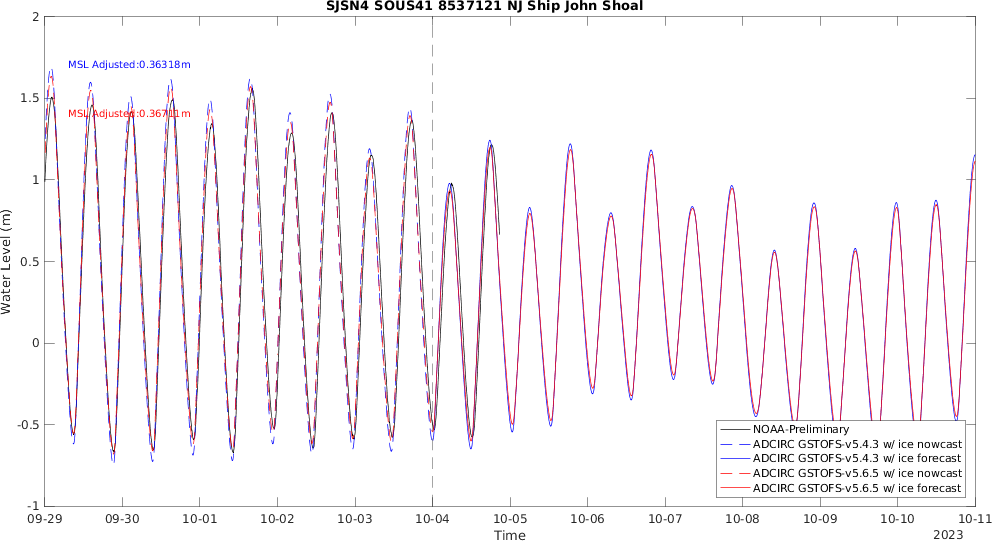 SJSN4 SOUS41 8537121 NJ Ship John Shoal
2
1.5
1
0.5
0
-0.5
-1
Water Level (m)
MSL Adjusted:0.36318m
MSL Adjusted:0.36711m
NOAA-Preliminary
ADCIRC GSTOFS-v5.4.3 w/ ice nowcast
ADCIRC GSTOFS-v5.4.3 w/ ice forecast
ADCIRC GSTOFS-v5.6.5 w/ ice nowcast
ADCIRC GSTOFS-v5.6.5 w/ ice forecast
09-29 09-30 10-01 10-02 10-03 10-04 10-05 10-06 10-07 10-08 10-09 10-10 10-11
Time
2023